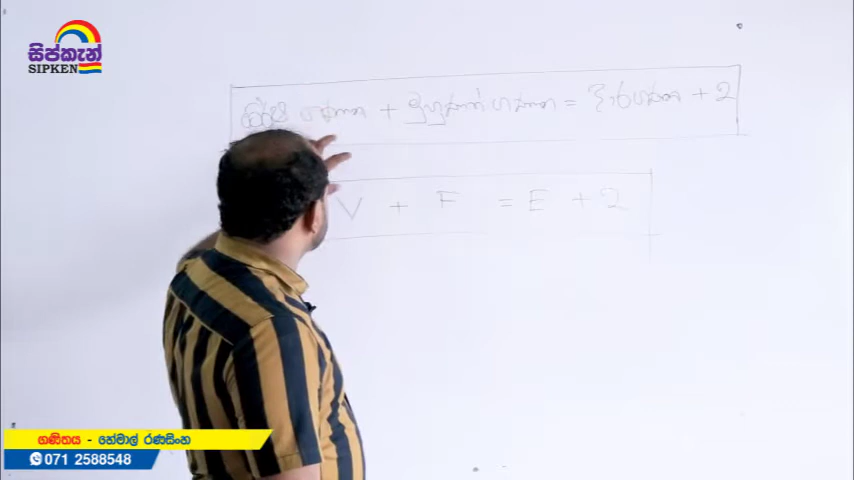 සිප්කැන්
SIPKEN
ශීර්ෂ ගණන + මුහුණත් ගණන = දාර ගණන + 2
V + F = E + 2
ගණිතය - හේමාල් රණසිංහ
071 2588548